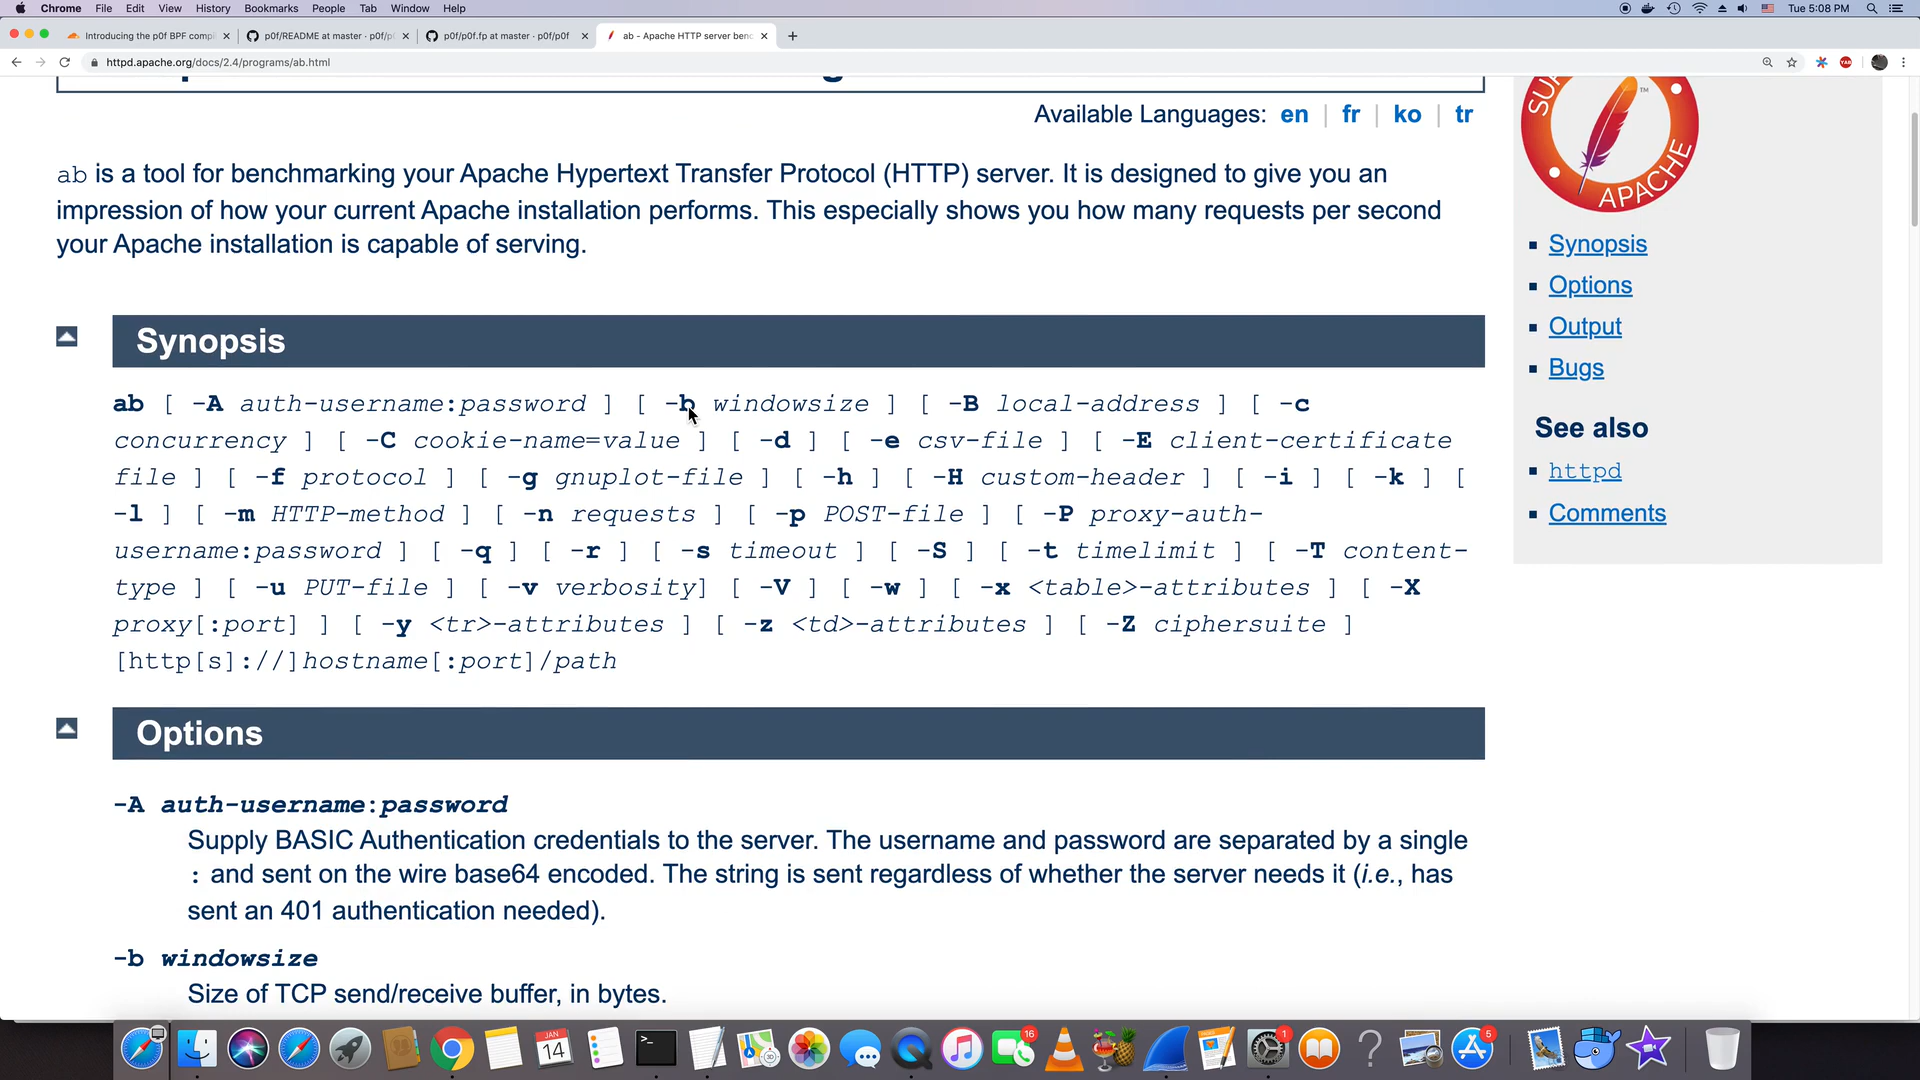 Chrome File Edit View History Bookmarks People Tab Window Help Tue 5:08 PM
Introducing the p0f BPF compi
p0f/README at master · p0f/p
p0f/p0f.fp at master · p0f/p0f
ab - Apache HTTP server benc
httpd.apache.org/docs/2.4/programs/ab.html
Available Languages: en | fr | ko | tr
ab is a tool for benchmarking your Apache Hypertext Transfer Protocol (HTTP) server. It is designed to give you an
impression of how your current Apache installation performs. This especially shows you how many requests per second
your Apache installation is capable of serving.
Synopsis
ab [ -A auth-username:password ] [ -b windowsize ] [ -B local-address ] [ -c
concurrency ] [ -C cookie-name=value ] [ -d ] [ -e csv-file ] [ -E client-certificate
file ] [ -f protocol ] [ -g gnuplot-file ] [ -h ] [ -H custom-header ] [ -i ] [ -k ] [
-l ] [ -m HTTP-method ] [ -n requests ] [ -p POST-file ] [ -P proxy-auth-
username:password ] [ -q ] [ -r ] [ -s timeout ] [ -S ] [ -t timelimit ] [ -T content-
type ] [ -u PUT-file ] [ -v verbosity] [ -V ] [ -w ] [ -x <table>-attributes ] [ -X
proxy[:port] ] [ -y <tr>-attributes ] [ -z <td>-attributes ] [ -Z ciphersuite ]
[http[s]://]hostname[:port]/path
Options
-A auth-username:password
Supply BASIC Authentication credentials to the server. The username and password are separated by a single
: and sent on the wire base64 encoded. The string is sent regardless of whether the server needs it (i.e., has
sent an 401 authentication needed).
-b windowsize
Size of TCP send/receive buffer, in bytes.
APACHE
TM
Synopsis
Options
Output
Bugs
See also
httpd
Comments
JAN
14
>_
3D
16
1
?
5